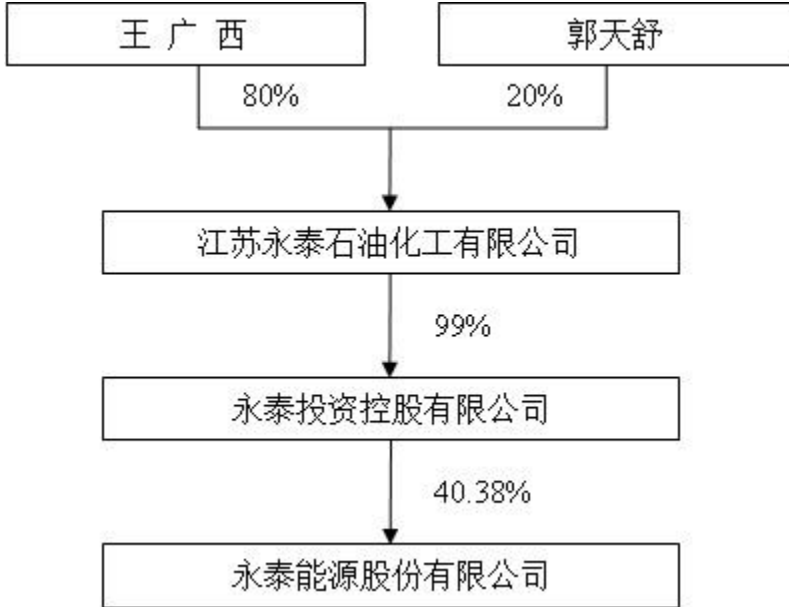 王 广 西
郭天舒
80%
20%
江苏永泰石油化工有限公司
99%
永泰投资控股有限公司
40.38%
永泰能源股份有限公司